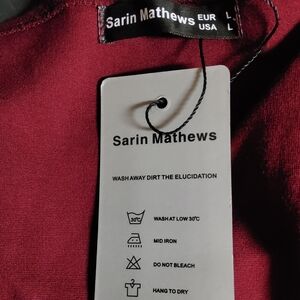 Sarin Mathews EUR L
USA L
Sarin Mathews
WASH AWAY DIRT THE ELUCIDATION
30℃ WASH AT LOW 30℃
MID IRON
DO NOT BLEACH
HANG TO DRY